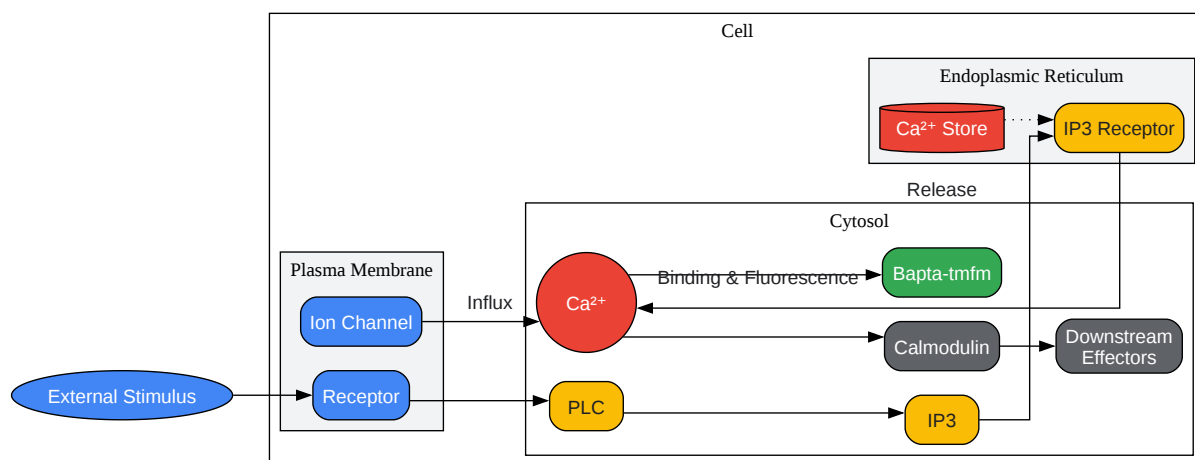 Cell
Endoplasmic Reticulum
Ca²⁺ Store
IP3 Receptor
Release
Cytosol
Plasma Membrane
Binding & Fluorescence
Bapta-tmfm
Ion Channel
Influx
Ca²⁺
Calmodulin
Downstream
Effectors
External Stimulus
Receptor
PLC
IP3